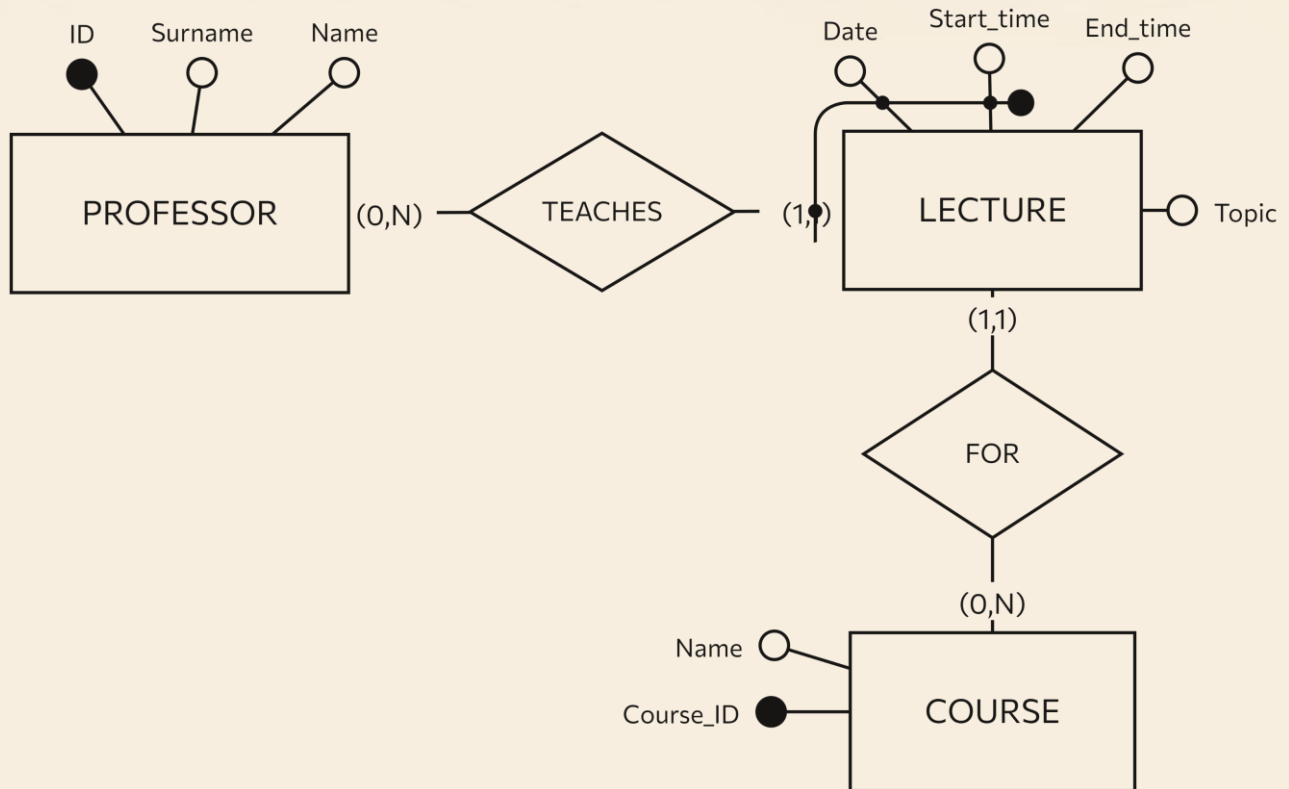 ID
Surname
Name
Date
Start_time
End_time
PROFESSOR
(0,N)
TEACHES
LECTURE
Topic
(1,1)
FOR
(0,N)
Name
Course_ID
COURSE